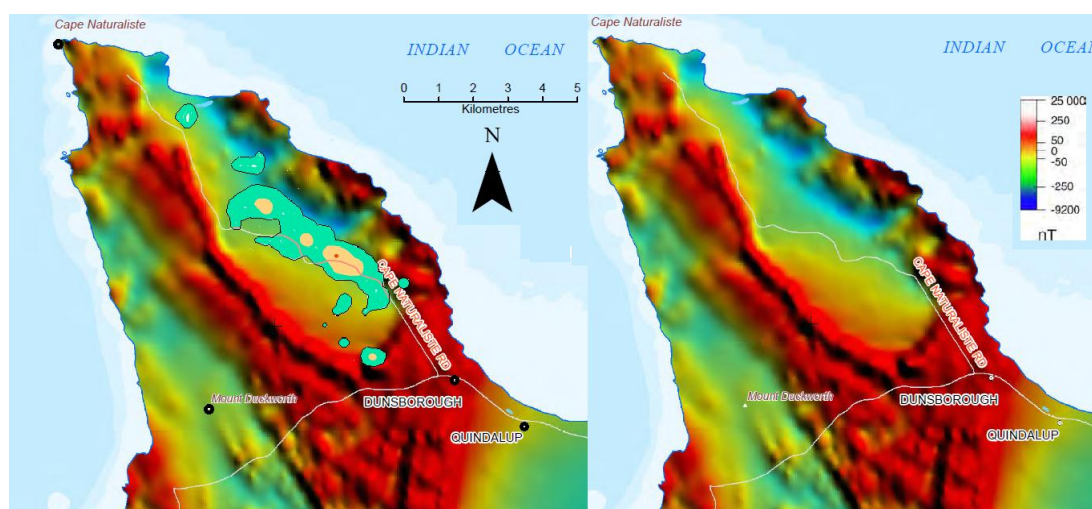 Cape Naturaliste
INDIAN OCEAN
0 1 2 3 4 5
Kilometres
N
CAPE NATURALISTE RD
Mount Duckworth
DUNSBOROUGH
QUINDALUP
Cape Naturaliste
INDIAN OCEAN
25 000
250
50
0
-50
-250
-9200
nT
CAPE NATURALISTE RD
Mount Duckworth
DUNSBOROUGH
QUINDALUP